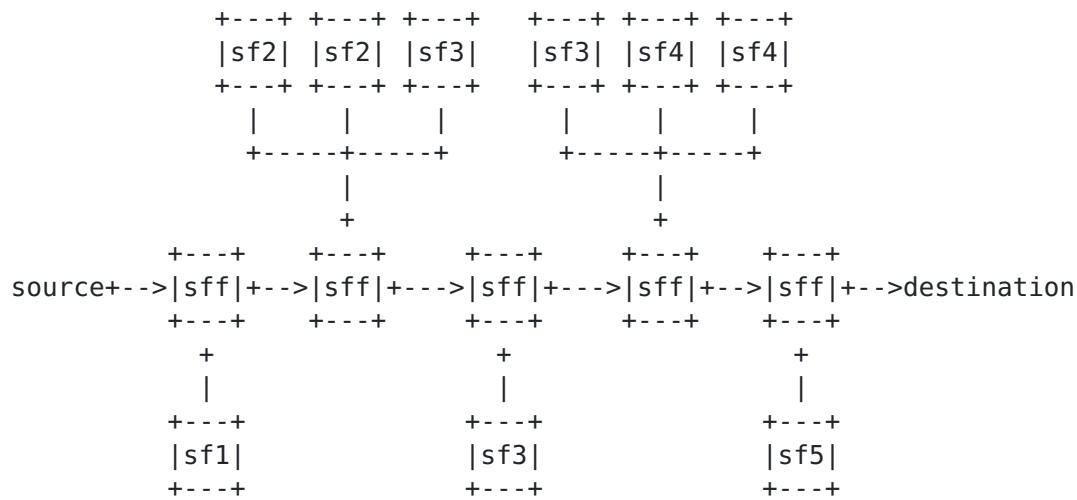 +---+ +---+ +---+   +---+ +---+ +---+
|sf2| |sf2| |sf3|   |sf3| |sf4| |sf4|
+---+ +---+ +---+   +---+ +---+ +---+
|     |     |       |     |     |
+-----+-----+       +-----+-----+
|                   |
+                   +
+---+    +---+     +---+     +---+    +---+
source+-->|sff|+-->|sff|+--->|sff|+--->|sff|+-->|sff|+-->destination
+---+    +---+     +---+     +---+    +---+
+                  +                  +
|                  |                  |
+---+              +---+              +---+
|sf1|              |sf3|              |sf5|
+---+              +---+              +---+